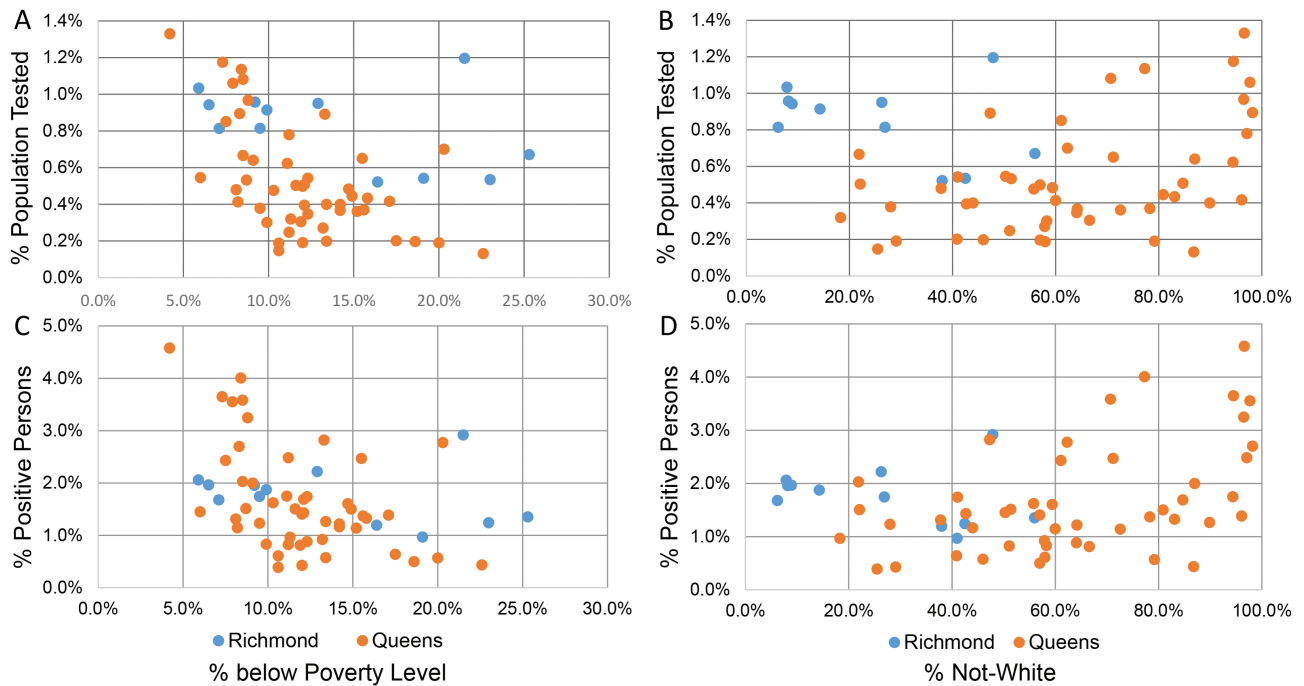 A
% Population Tested
1.4%
1.2%
1.0%
0.8%
0.6%
0.4%
0.2%
0.0%
0.0% 5.0% 10.0% 15.0% 20.0% 25.0% 30.0%
B
% Population Tested
1.4%
1.2%
1.0%
0.8%
0.6%
0.4%
0.2%
0.0%
0.0% 20.0% 40.0% 60.0% 80.0% 100.0%
C
% Positive Persons
5.0%
4.0%
3.0%
2.0%
1.0%
0.0%
0.0% 5.0% 10.0% 15.0% 20.0% 25.0% 30.0%
Richmond Queens
% below Poverty Level
D
% Positive Persons
5.0%
4.0%
3.0%
2.0%
1.0%
0.0%
0.0% 20.0% 40.0% 60.0% 80.0% 100.0%
Richmond Queens
% Not-White